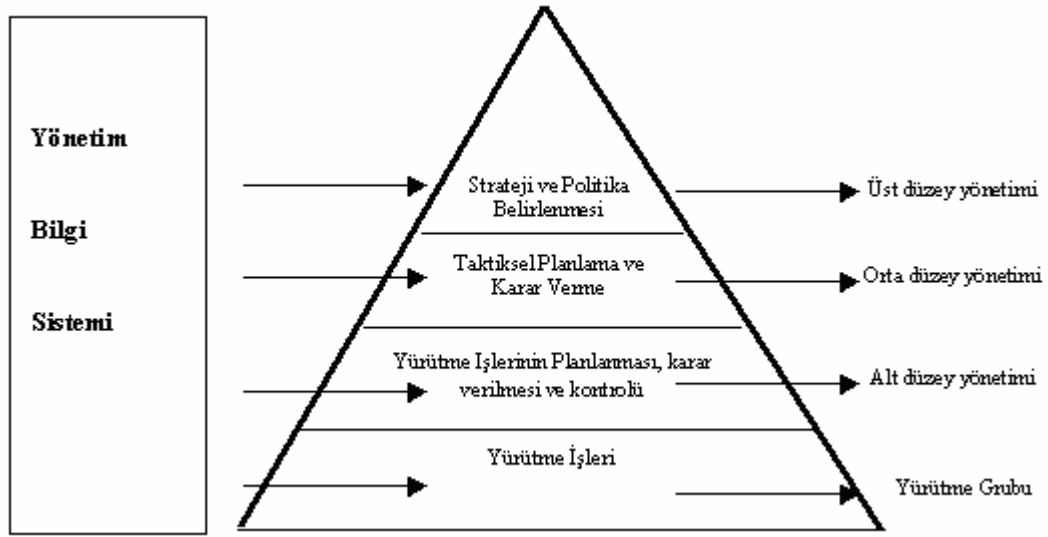 Yönetim
Bilgi
Sistemi
Strateji ve Politika
Belirlenmesi
Üst düzey yönetimi
Taktiksel Planlama ve
Karar Verme
Orta düzey yönetimi
Yürütme Işlerinin Planlanması, karar
verilmesi ve kontrolü
Alt düzey yönetimi
Yürütme İşleri
Yürütme Grubu